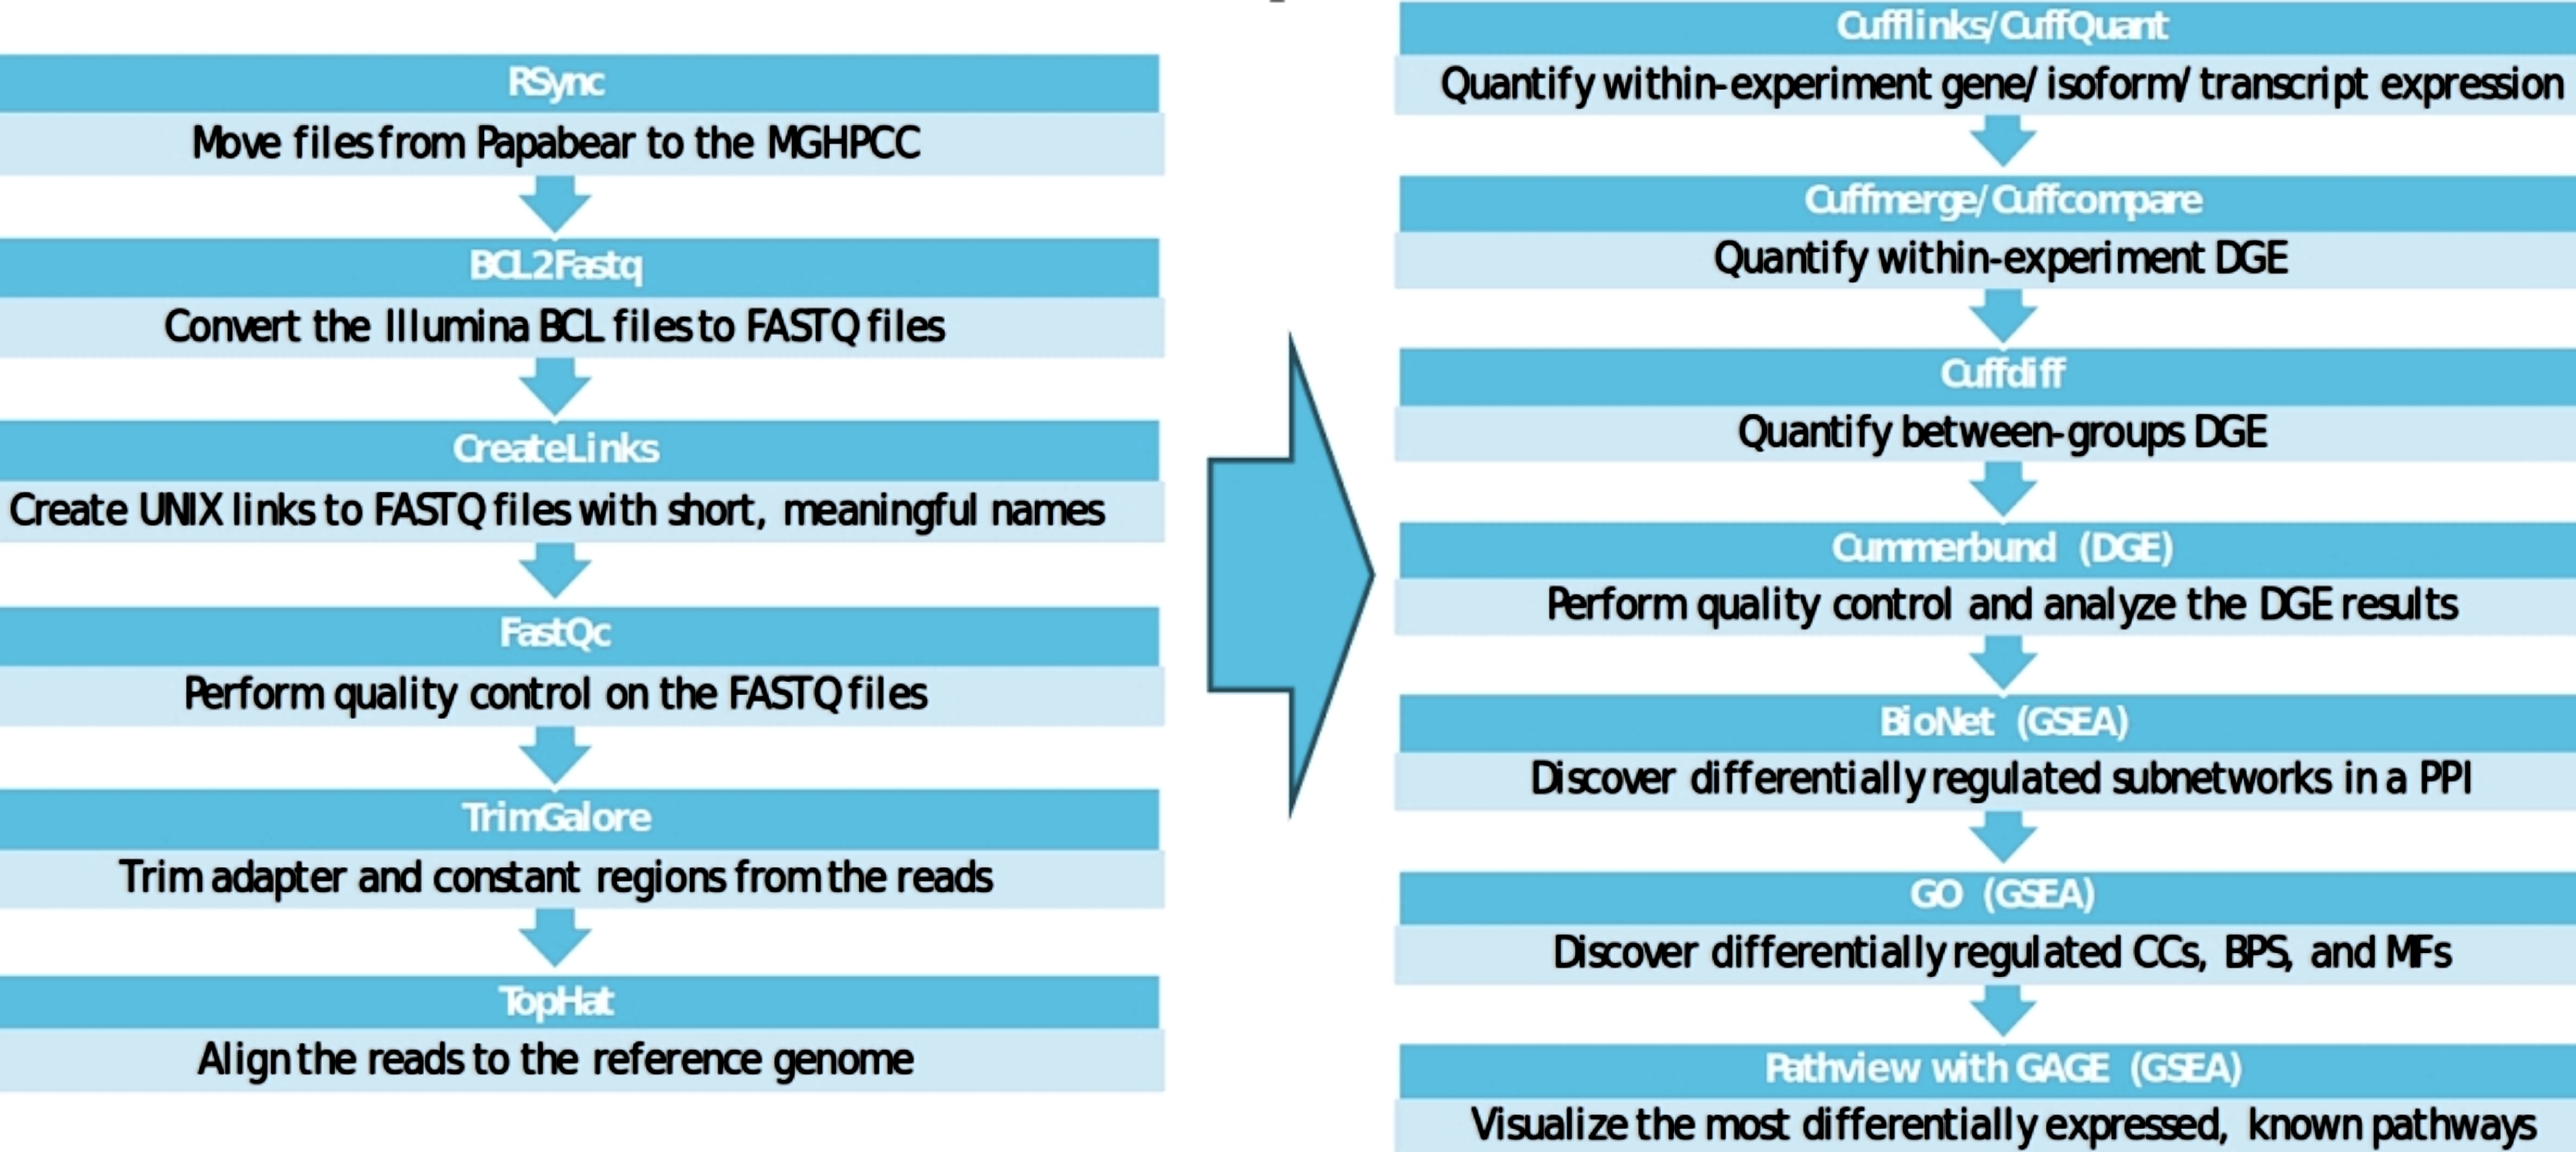 RSync
Move files from Papabear to the MGHPCC
BCL2Fastq
Convert the Illumina BCL files to FASTQ files
CreateLinks
Create UNIX links to FASTQ files with short, meaningful names
FastQc
Perform quality control on the FASTQ files
TrimGalore
Trim adapter and constant regions from the reads
TopHat
Align the reads to the reference genome
Cufflinks/CuffQuant
Quantify within-experiment gene/isoform/transcript expression
Cuffmerge/Cuffcompare
Quantify within-experiment DGE
Cuffdiff
Quantify between-groups DGE
Cummerbund (DGE)
Perform quality control and analyze the DGE results
BioNet (GSEA)
Discover differentially regulated subnetworks in a PPI
GO (GSEA)
Discover differentially regulated CCs, BPS, and MFs
Pathview with GAGE (GSEA)
Visualize the most differentially expressed, known pathways